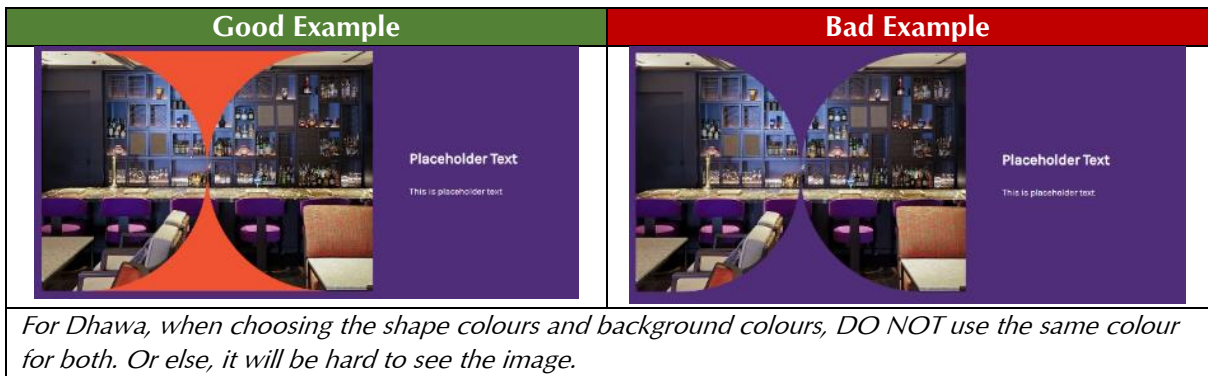 Good Example
Bad Example
Placeholder Text
This is placeholder text
Placeholder Text
This is placeholder text
For Dhawa, when choosing the shape colours and background colours, DO NOT use the same colour
for both. Or else, it will be hard to see the image.